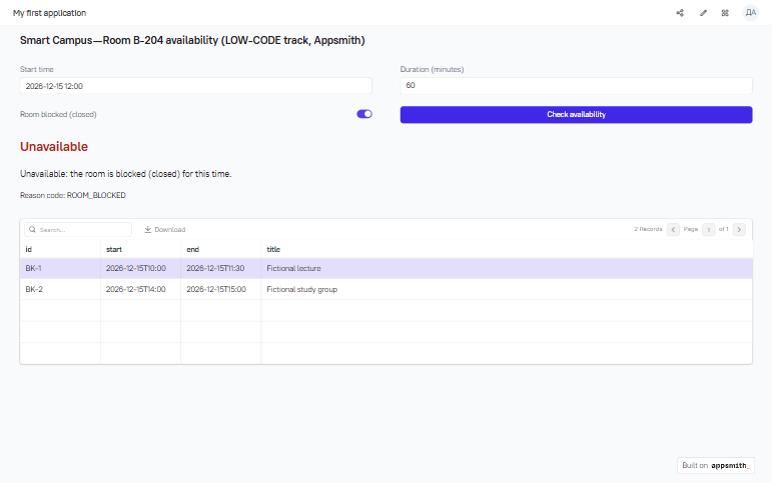 My first application
ДА
Smart Campus—Room B-204 availability (LOW-CODE track, Appsmith)
Start time
Duration (minutes)
2026-12-15 12:00
60
Room blocked (closed)
Check availability
Unavailable
Unavailable: the room is blocked (closed) for this time.
Reason code: ROOM_BLOCKED
Search... Download 2 Records Page 1 of 1
id start end title
BK-1 2026-12-15T10:00 2026-12-15T11:30 Fictional lecture
BK-2 2026-12-15T14:00 2026-12-15T15:00 Fictional study group
Built on appsmith_